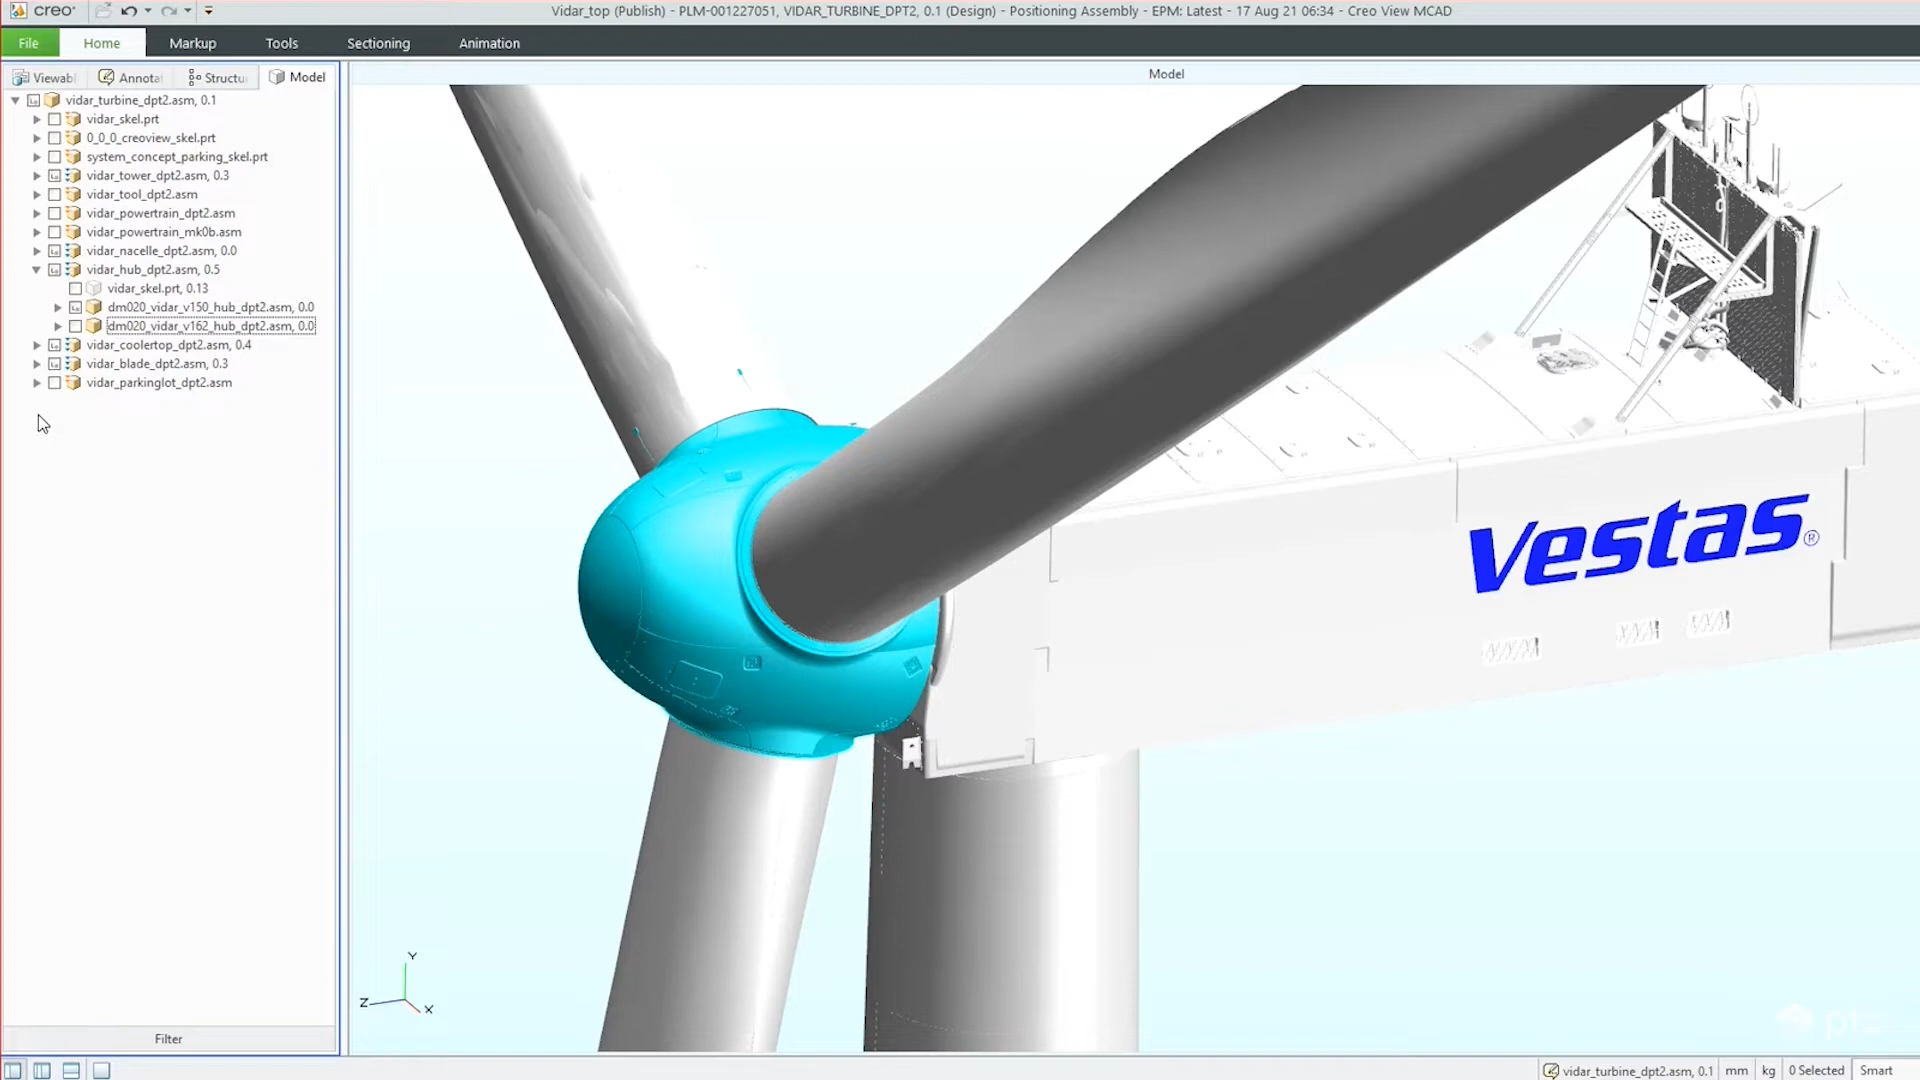 creo
Vidar_top (Publish) - PLM-001227051, VIDAR_TURBINE_DPT2, 0.1 (Design) - Positioning Assembly - EPM: Latest - 17 Aug 21 06:34 - Creo View MCAD
File Home Markup Tools Sectioning Animation
Viewabl Annotat Structu Model
Model
vidar_turbine_dpt2.asm, 0.1
vidar_skel.prt
0_0_0_creoview_skel.prt
system_concept_parking_skel.prt
vidar_tower_dpt2.asm, 0.3
vidar_tool_dpt2.asm
vidar_powertrain_dpt2.asm
vidar_powertrain_mk0b.asm
vidar_nacelle_dpt2.asm, 0.0
vidar_hub_dpt2.asm, 0.5
vidar_skel.prt, 0.13
dm020_vidar_v150_hub_dpt2.asm, 0.0
dm020_vidar_v162_hub_dpt2.asm, 0.0
vidar_coolertop_dpt2.asm, 0.4
vidar_blade_dpt2.asm, 0.3
vidar_parkinglot_dpt2.asm
Vestas®
Y
Z
X
ptc
Filter
vidar_turbine_dpt2.asm, 0.1 mm kg 0 Selected Smart